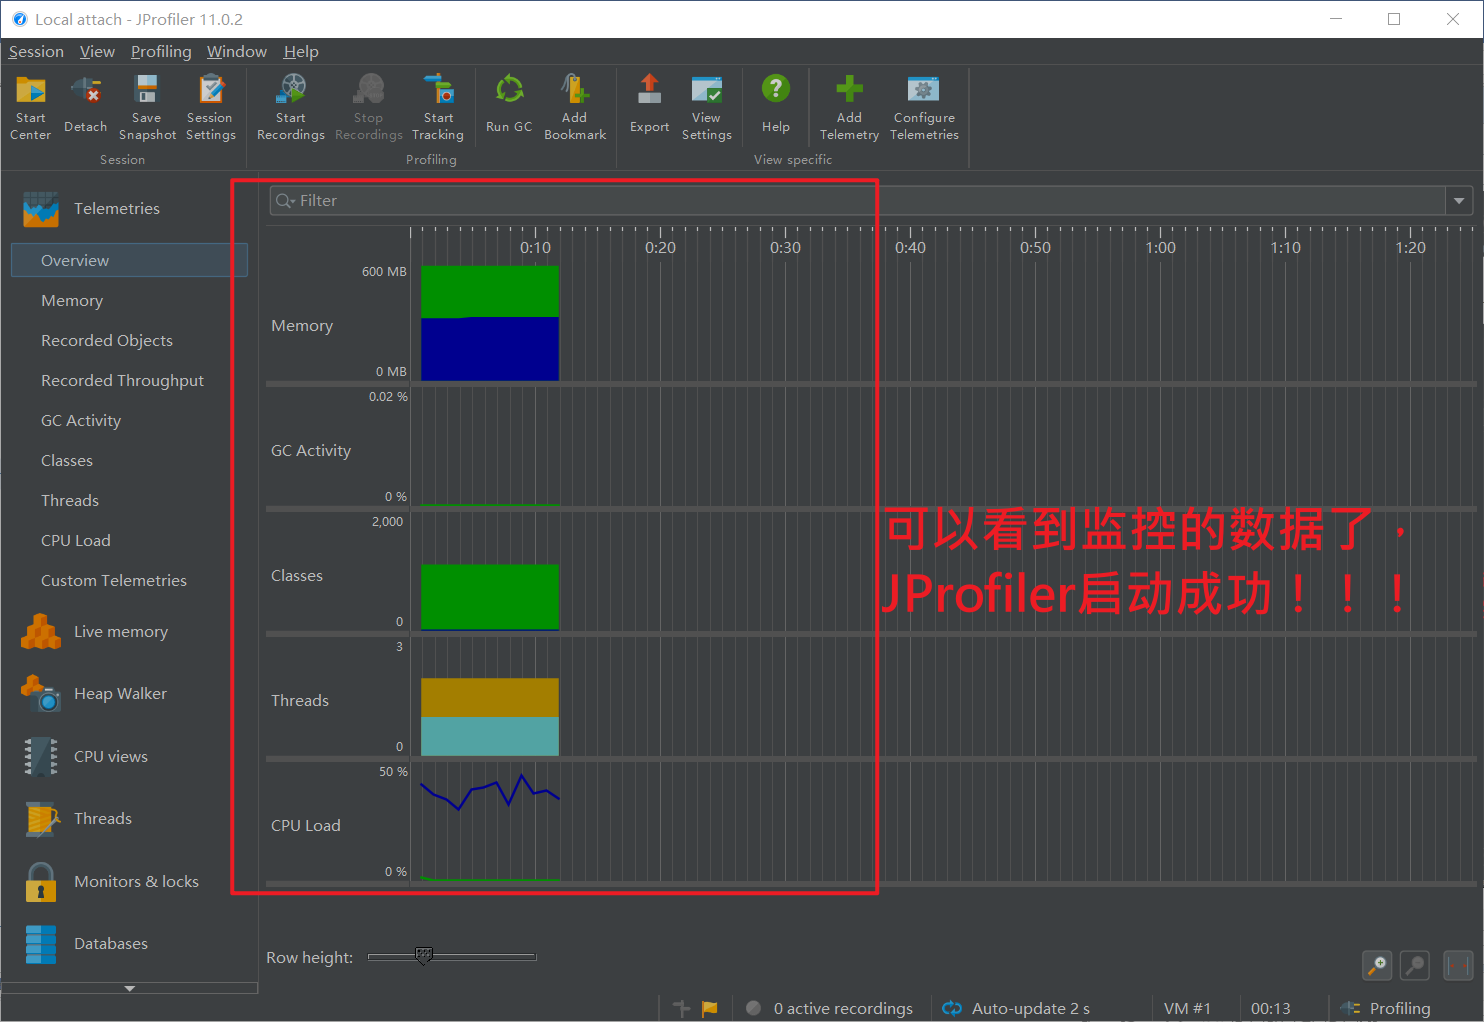 Local attach - JProfiler 11.0.2
Session View Profiling Window Help
Start Center
Detach
Save Snapshot
Session Settings
Start Recordings
Stop Recordings
Start Tracking
Run GC
Add Bookmark
Export
View Settings
Help
Add Telemetry
Configure Telemetries
Session
Profiling
View specific
Telemetries
Overview
Memory
Recorded Objects
Recorded Throughput
GC Activity
Classes
Threads
CPU Load
Custom Telemetries
Live memory
Heap Walker
CPU views
Threads
Monitors & locks
Databases
Filter
0:10 0:20 0:30 0:40 0:50 1:00 1:10 1:20
600 MB
Memory
0 MB
0.02 %
GC Activity
0 %
2,000
Classes
0
3
Threads
0
50 %
CPU Load
0 %
可以看到监控的数据了，
JProfiler启动成功！！！
Row height:
0 active recordings
Auto-update 2 s
VM #1
00:13
Profiling